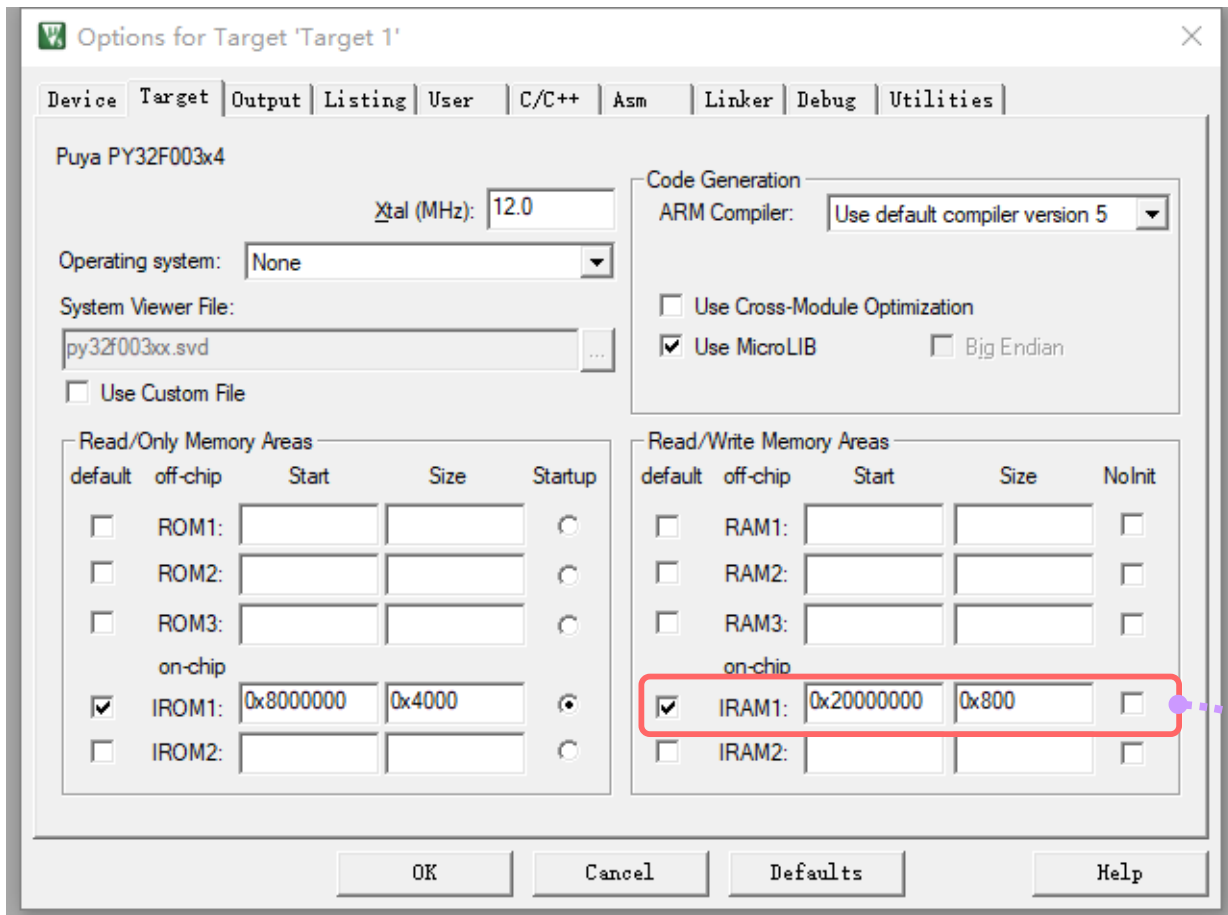 Options for Target 'Target 1'
Device Target Output Listing User C/C++ Asm Linker Debug Utilities
Puya PY32F003x4
Xtal (MHz): 12.0
Operating system: None
System Viewer File:
py32f003xx.svd ...
Use Custom File
Code Generation
ARM Compiler: Use default compiler version 5
Use Cross-Module Optimization
Use MicroLIB Big Endian
Read/Only Memory Areas
default off-chip Start Size Startup
ROM1:
ROM2:
ROM3:
on-chip
IROM1: 0x8000000 0x4000
IROM2:
Read/Write Memory Areas
default off-chip Start Size NoInit
RAM1:
RAM2:
RAM3:
on-chip
IRAM1: 0x20000000 0x800
IRAM2:
OK Cancel Defaults Help